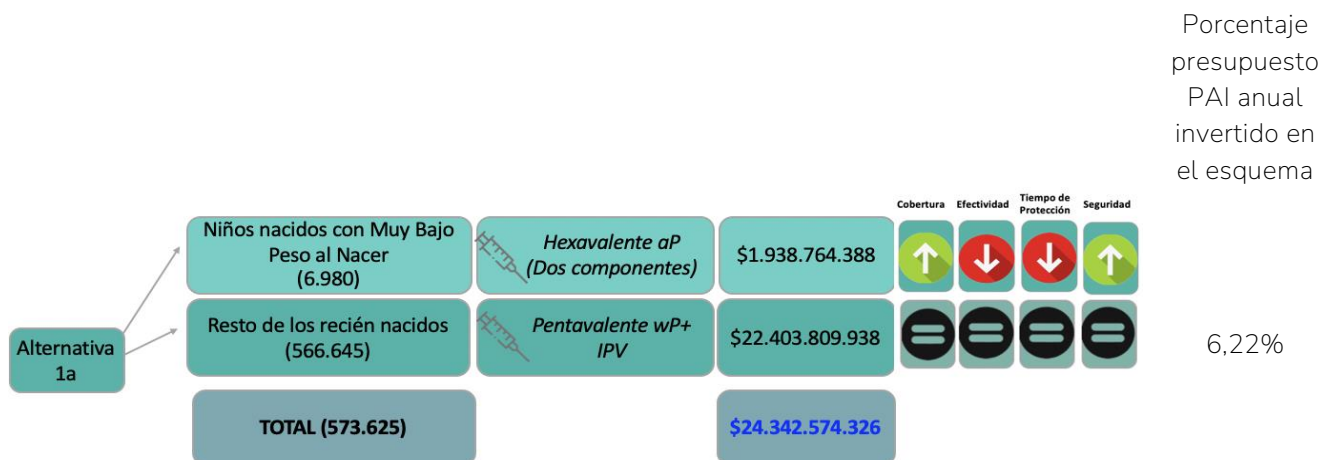 Porcentaje
presupuesto
PAI anual
invertido en
el esquema
Cobertura Efectividad Tiempo de Protección Seguridad
Niños nacidos con Muy Bajo
Peso al Nacer
(6.980)
Hexavalente aP
(Dos componentes)
$1.938.764.388
Alternativa
1a
Resto de los recién nacidos
(566.645)
Pentavalente wP+
IPV
$22.403.809.938
6,22%
TOTAL (573.625)
$24.342.574.326